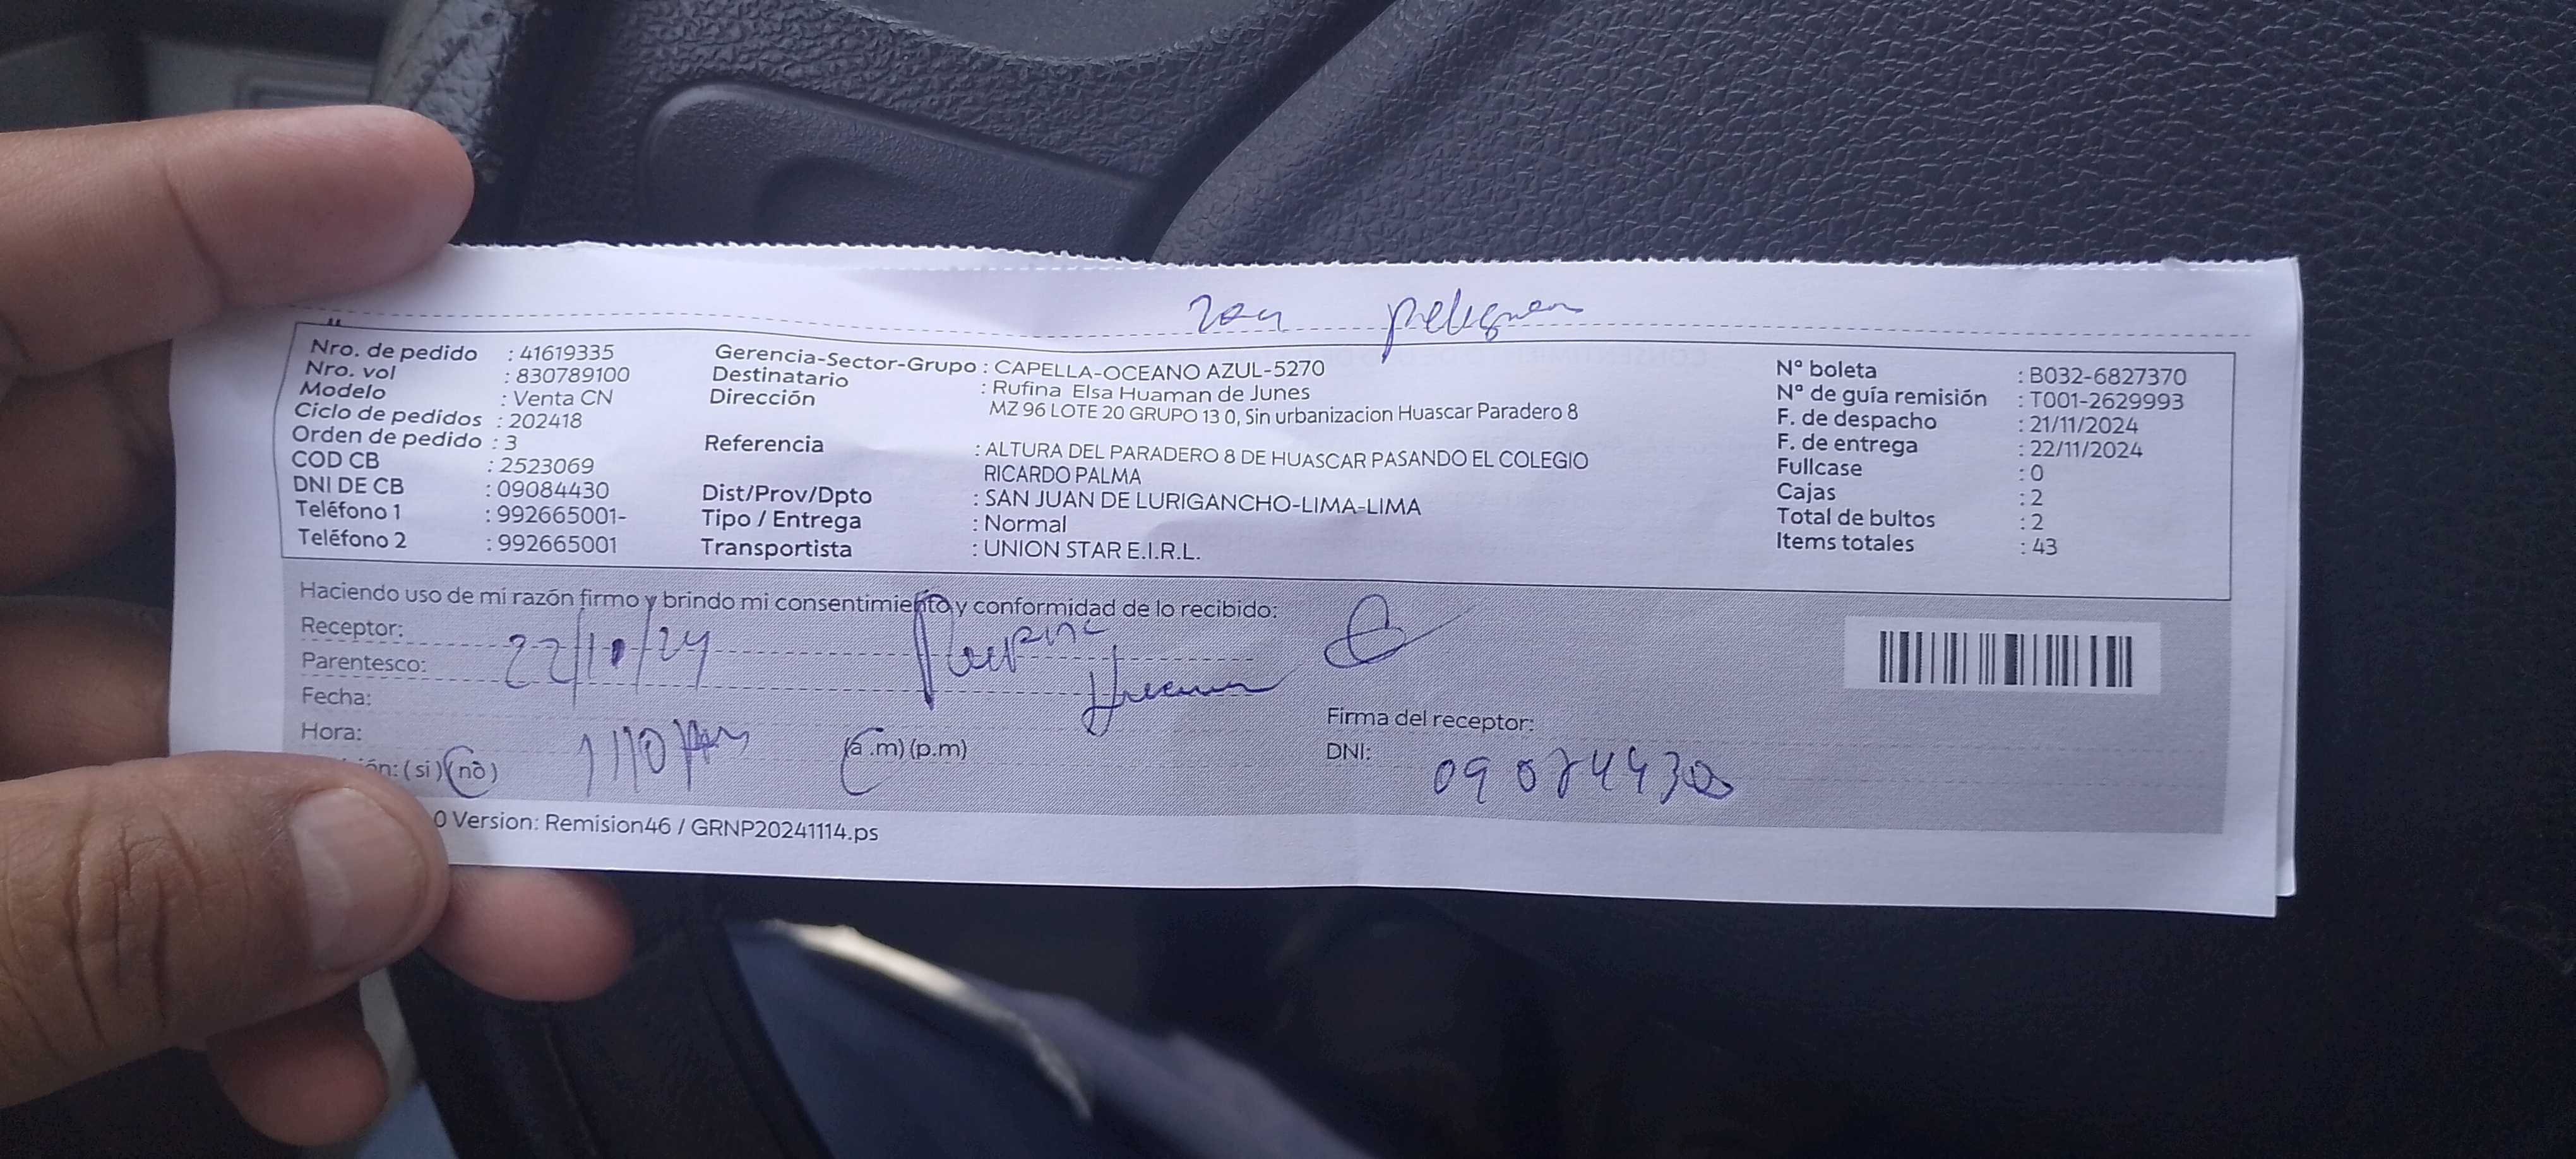 Nro. de pedido : 41619335
Nro. vol : 830789100
Modelo : Venta CN
Ciclo de pedidos : 202418
Orden de pedido : 3
COD CB : 2523069
DNI DE CB : 09084430
Teléfono 1 : 992665001-
Teléfono 2 : 992665001
Gerencia-Sector-Grupo : CAPELLA-OCEANO AZUL-5270
Destinatario : Rufina Elsa Huaman de Junes
Dirección MZ 96 LOTE 20 GRUPO 13 0, Sin urbanizacion Huascar Paradero 8
Referencia : ALTURA DEL PARADERO 8 DE HUASCAR PASANDO EL COLEGIO
RICARDO PALMA
Dist/Prov/Dpto : SAN JUAN DE LURIGANCHO-LIMA-LIMA
Tipo / Entrega : Normal
Transportista : UNION STAR E.I.R.L.
Nº boleta : B032-6827370
Nº de guía remisión : T001-2629993
F. de despacho : 21/11/2024
F. de entrega : 22/11/2024
Fullcase : 0
Cajas : 2
Total de bultos : 2
Items totales : 43
Haciendo uso de mi razón firmo y brindo mi consentimiento y conformidad de lo recibido:
Receptor:
Parentesco:
Fecha:
Hora: (a.m) (p.m)
ón: (si) (no)
Firma del receptor:
DNI: 09084430
0 Version: Remision46 / GRNP20241114.ps